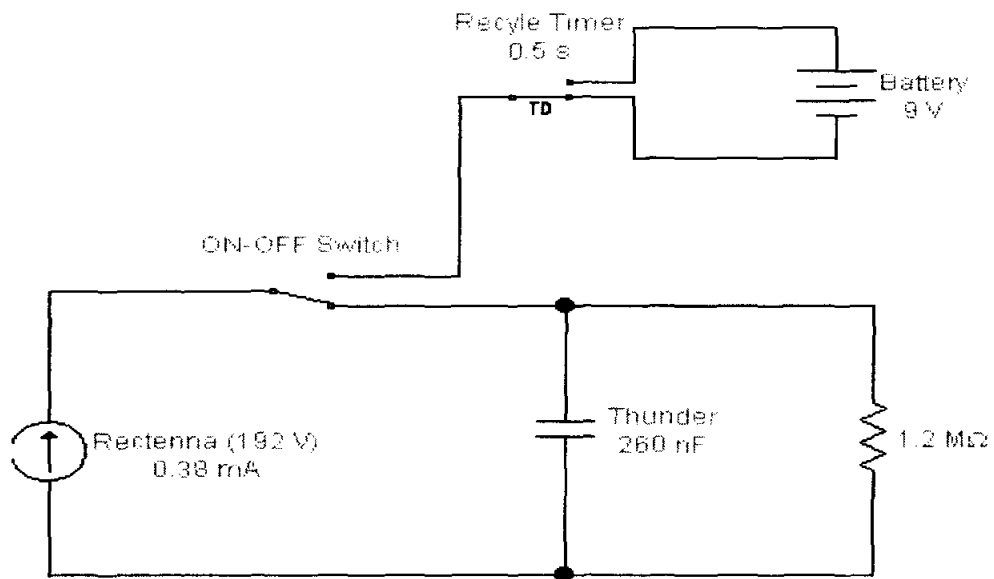 Recyle Timer
0.5 s
Battery
9 V
TD
ON-OFF Switch
Thunder
260 nF
Rectenna (192 V)
0.38 mA
1.2 MΩ